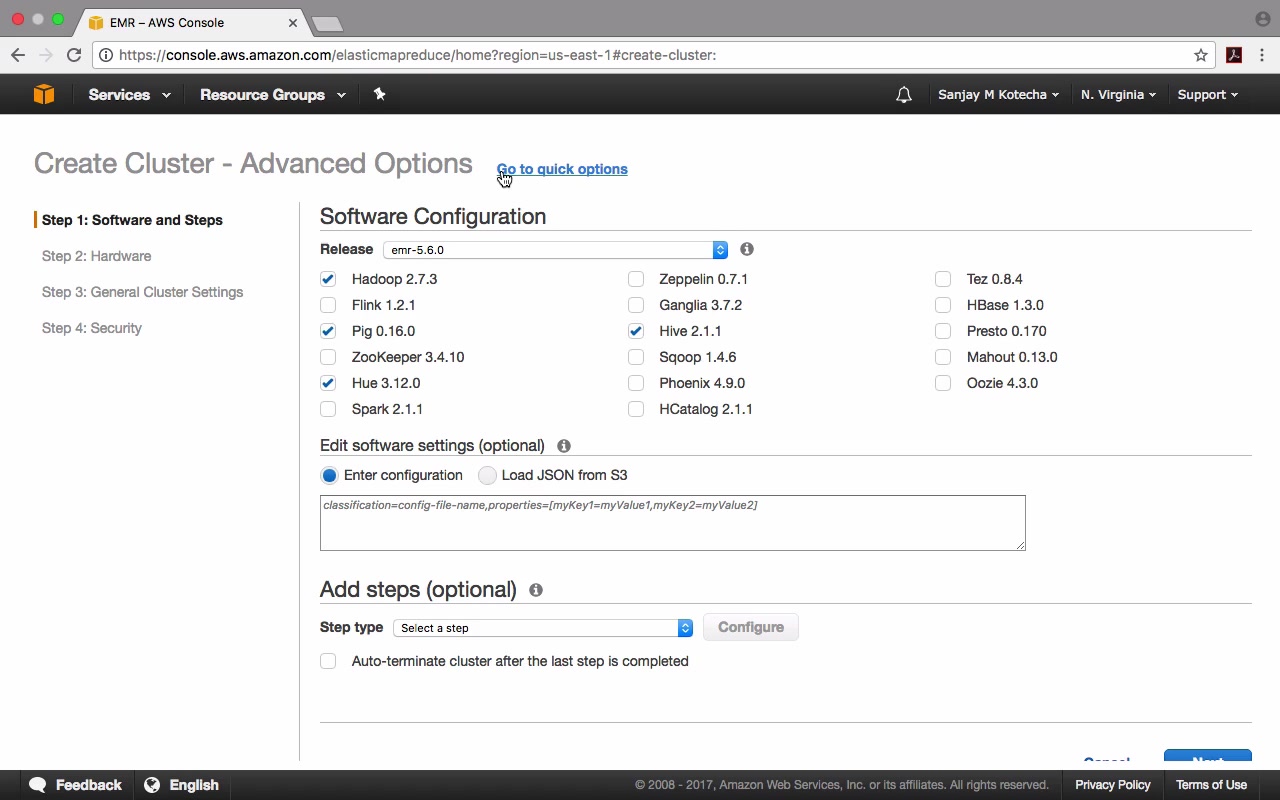 EMR – AWS Console
https://console.aws.amazon.com/elasticmapreduce/home?region=us-east-1#create-cluster:
Services Resource Groups Sanjay M Kotecha N. Virginia Support
Create Cluster - Advanced Options Go to quick options
Step 1: Software and Steps
Step 2: Hardware
Step 3: General Cluster Settings
Step 4: Security
Software Configuration
Release emr-5.6.0
Hadoop 2.7.3 Zeppelin 0.7.1 Tez 0.8.4
Flink 1.2.1 Ganglia 3.7.2 HBase 1.3.0
Pig 0.16.0 Hive 2.1.1 Presto 0.170
ZooKeeper 3.4.10 Sqoop 1.4.6 Mahout 0.13.0
Hue 3.12.0 Phoenix 4.9.0 Oozie 4.3.0
Spark 2.1.1 HCatalog 2.1.1
Edit software settings (optional)
Enter configuration Load JSON from S3
classification=config-file-name,properties=[myKey1=myValue1,myKey2=myValue2]
Add steps (optional)
Step type Select a step Configure
Auto-terminate cluster after the last step is completed
Cancel Next
Feedback English © 2008 - 2017, Amazon Web Services, Inc. or its affiliates. All rights reserved. Privacy Policy Terms of Use